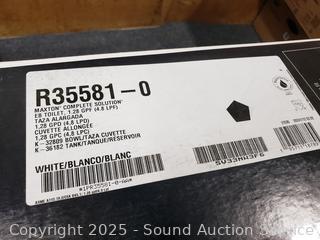 R35581-0
MAXTON® COMPLETE SOLUTION®
EB TOILET, 1.28 GPF (4.8 LPF)
TAZA ALARGADA
1.28 GPC (4.8 LPD)
CUVETTE ALLONGÉE
1.28 GPC (4.8 LPC)
K-32809 BOWL/TAZA CUVETTE
K-36182 TANK/TANQUE/RÉSERVOIR
WHITE/BLANCO/BLANC
Copyright 2025 - Sound Auction Service -